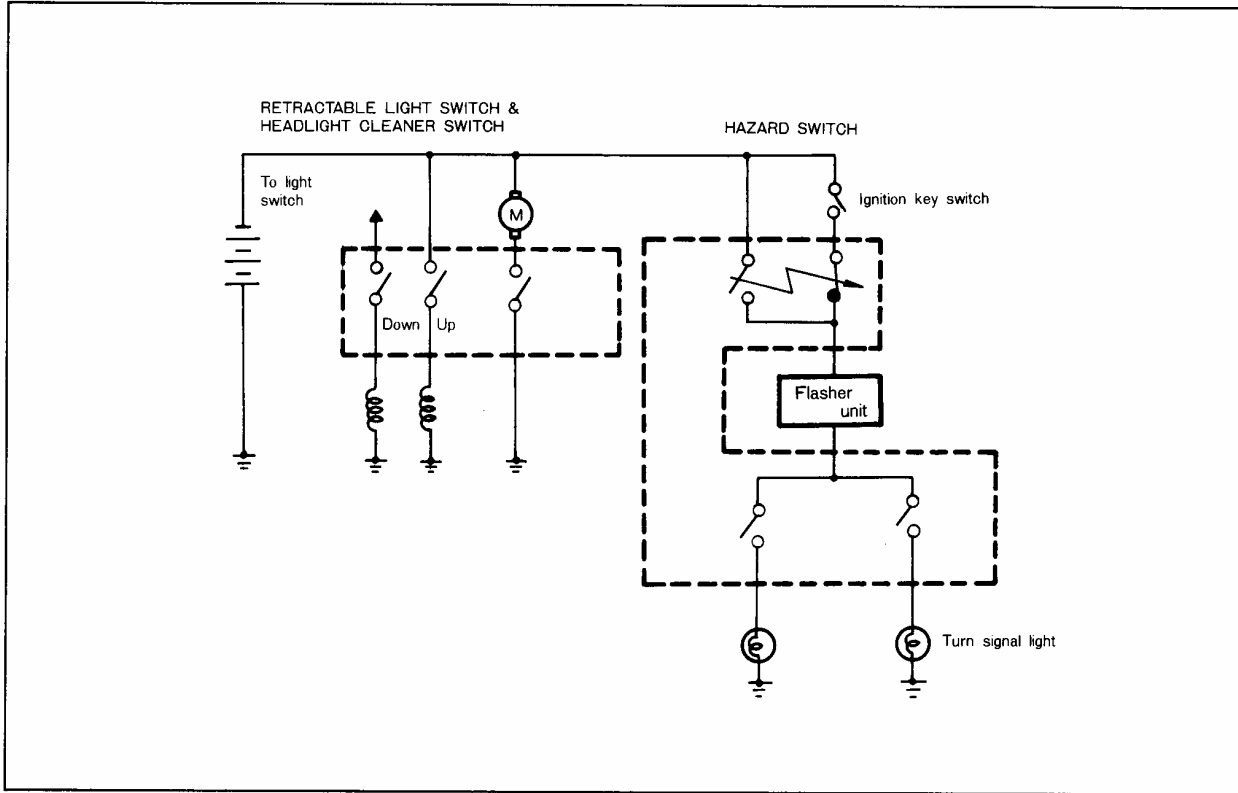 RETRACTABLE LIGHT SWITCH &
HEADLIGHT CLEANER SWITCH
HAZARD SWITCH
To light
switch
M
Ignition key switch
Down Up
Flasher
unit
Turn signal light